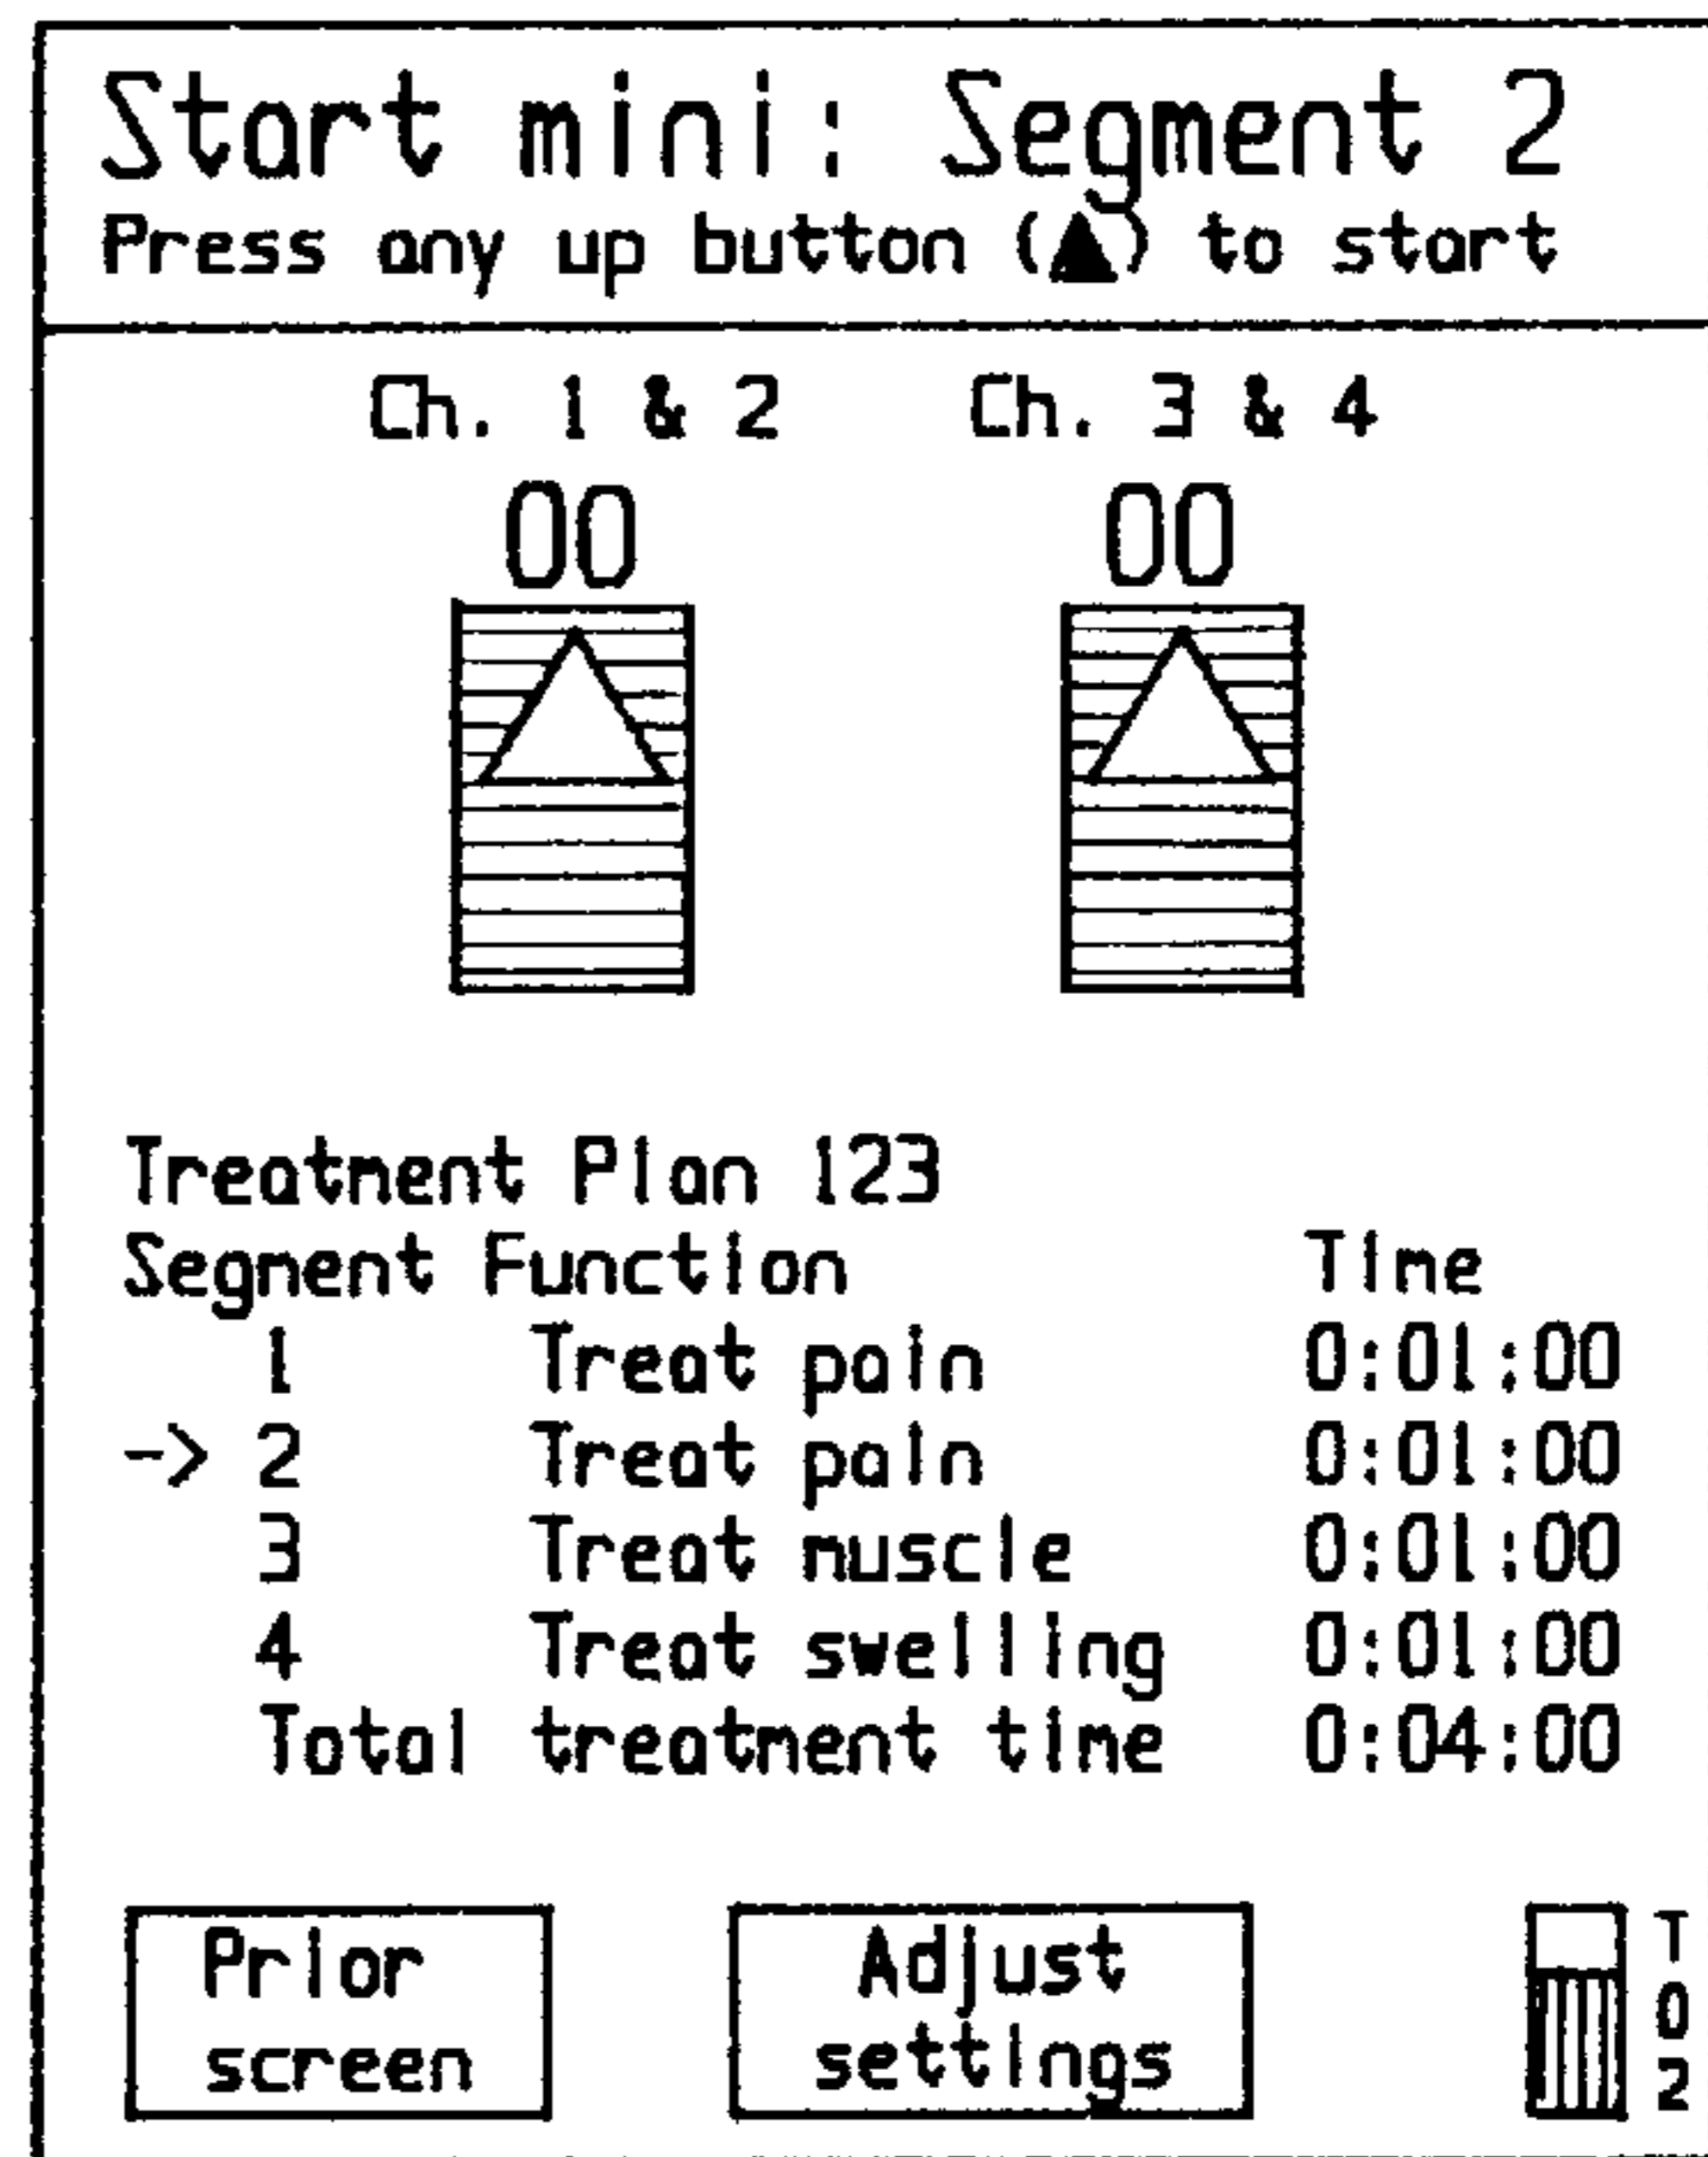 Start mini: Segment 2
Press any up button (▲) to start
Ch. 1 & 2 Ch. 3 & 4
00 00
Treatment Plan 123
Segment Function Time
1 Treat pain 0:01:00
-> 2 Treat pain 0:01:00
3 Treat muscle 0:01:00
4 Treat swelling 0:01:00
Total treatment time 0:04:00
Prior
screen
Adjust
settings
T
0
2